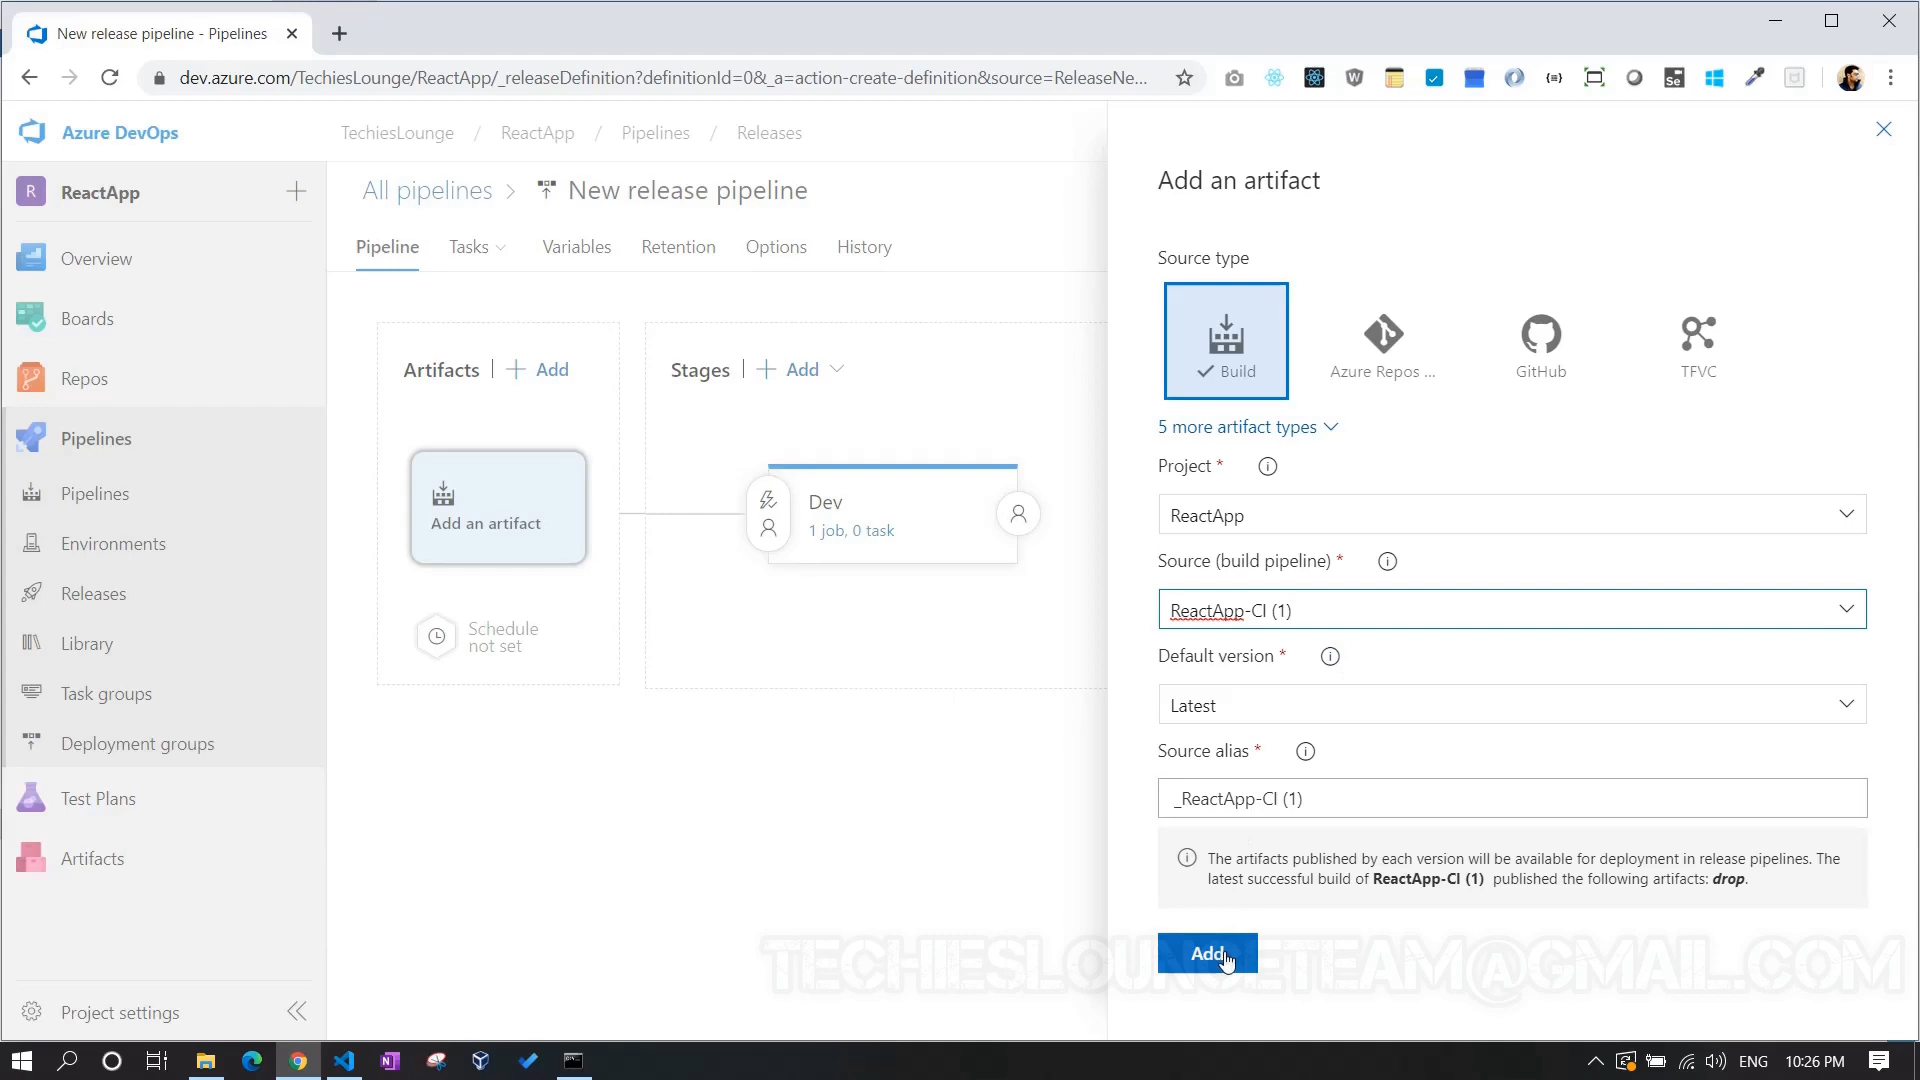 New release pipeline - Pipelines
dev.azure.com/TechiesLounge/ReactApp/_releaseDefinition?definitionId=0&_a=action-create-definition&source=ReleaseNe...
Azure DevOps
TechiesLounge / ReactApp / Pipelines / Releases
R ReactApp
Overview
Boards
Repos
Pipelines
Pipelines
Environments
Releases
Library
Task groups
Deployment groups
Test Plans
Artifacts
Project settings
All pipelines > New release pipeline
Pipeline Tasks Variables Retention Options History
Artifacts | + Add
Add an artifact
Schedule
not set
Stages | + Add
Dev
1 job, 0 task
Add an artifact
Source type
Build
Azure Repos ...
GitHub
TFVC
5 more artifact types
Project *
ReactApp
Source (build pipeline) *
ReactApp-CI (1)
Default version *
Latest
Source alias *
_ReactApp-CI (1)
The artifacts published by each version will be available for deployment in release pipelines. The
latest successful build of ReactApp-CI (1) published the following artifacts: drop.
Add
TECHIESLOUNGETEAM@GMAIL.COM
ENG 10:26 PM